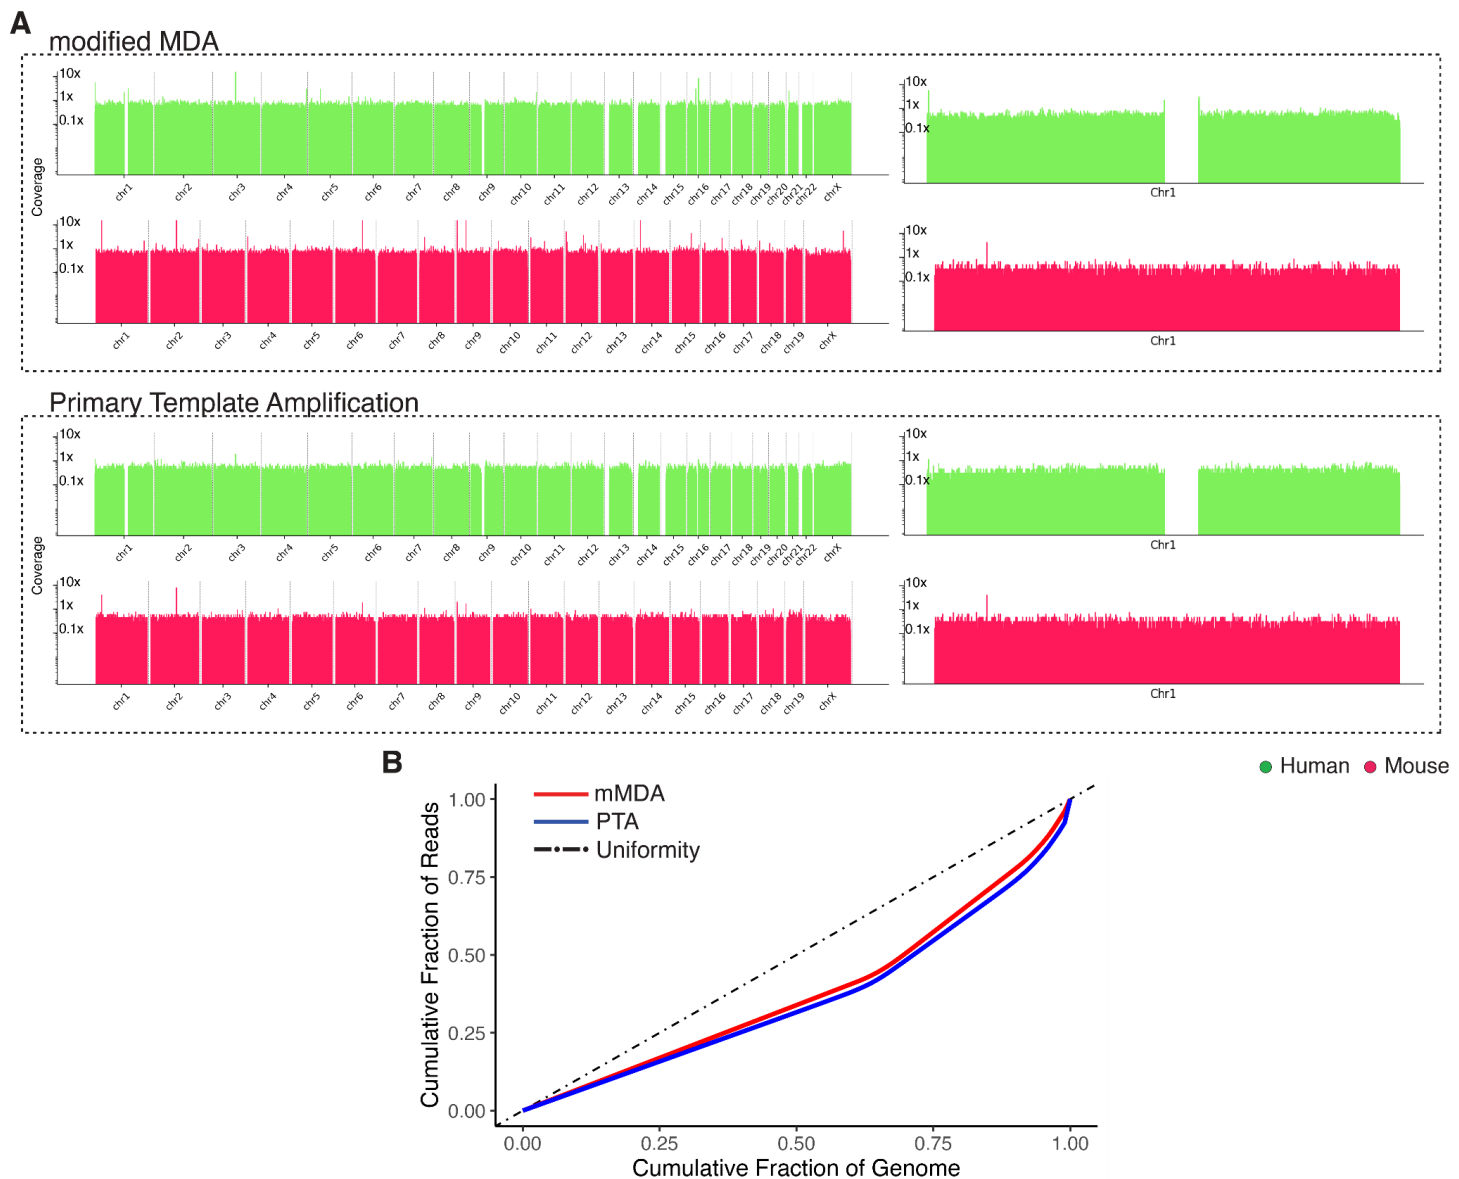 A
modified MDA
10x
1x
0.1x
Coverage
chr1 chr2 chr3 chr4 chr5 chr6 chr7 chr8 chr9 chr10 chr11 chr12 chr13 chr14 chr15 chr16 chr17 chr18 chr19 chr20 chr21 chr22 chrX
10x
1x
0.1x
Chr1
10x
1x
0.1x
chr1 chr2 chr3 chr4 chr5 chr6 chr7 chr8 chr9 chr10 chr11 chr12 chr13 chr14 chr15 chr16 chr17 chr18 chr19 chrX
10x
1x
0.1x
Chr1
Primary Template Amplification
10x
1x
0.1x
Coverage
chr1 chr2 chr3 chr4 chr5 chr6 chr7 chr8 chr9 chr10 chr11 chr12 chr13 chr14 chr15 chr16 chr17 chr18 chr19 chr20 chr21 chr22 chrX
10x
1x
0.1x
Chr1
10x
1x
0.1x
chr1 chr2 chr3 chr4 chr5 chr6 chr7 chr8 chr9 chr10 chr11 chr12 chr13 chr14 chr15 chr16 chr17 chr18 chr19 chrX
10x
1x
0.1x
Chr1
Human Mouse
B
mMDA
PTA
Uniformity
Cumulative Fraction of Reads
1.00
0.75
0.50
0.25
0.00
0.00 0.25 0.50 0.75 1.00
Cumulative Fraction of Genome